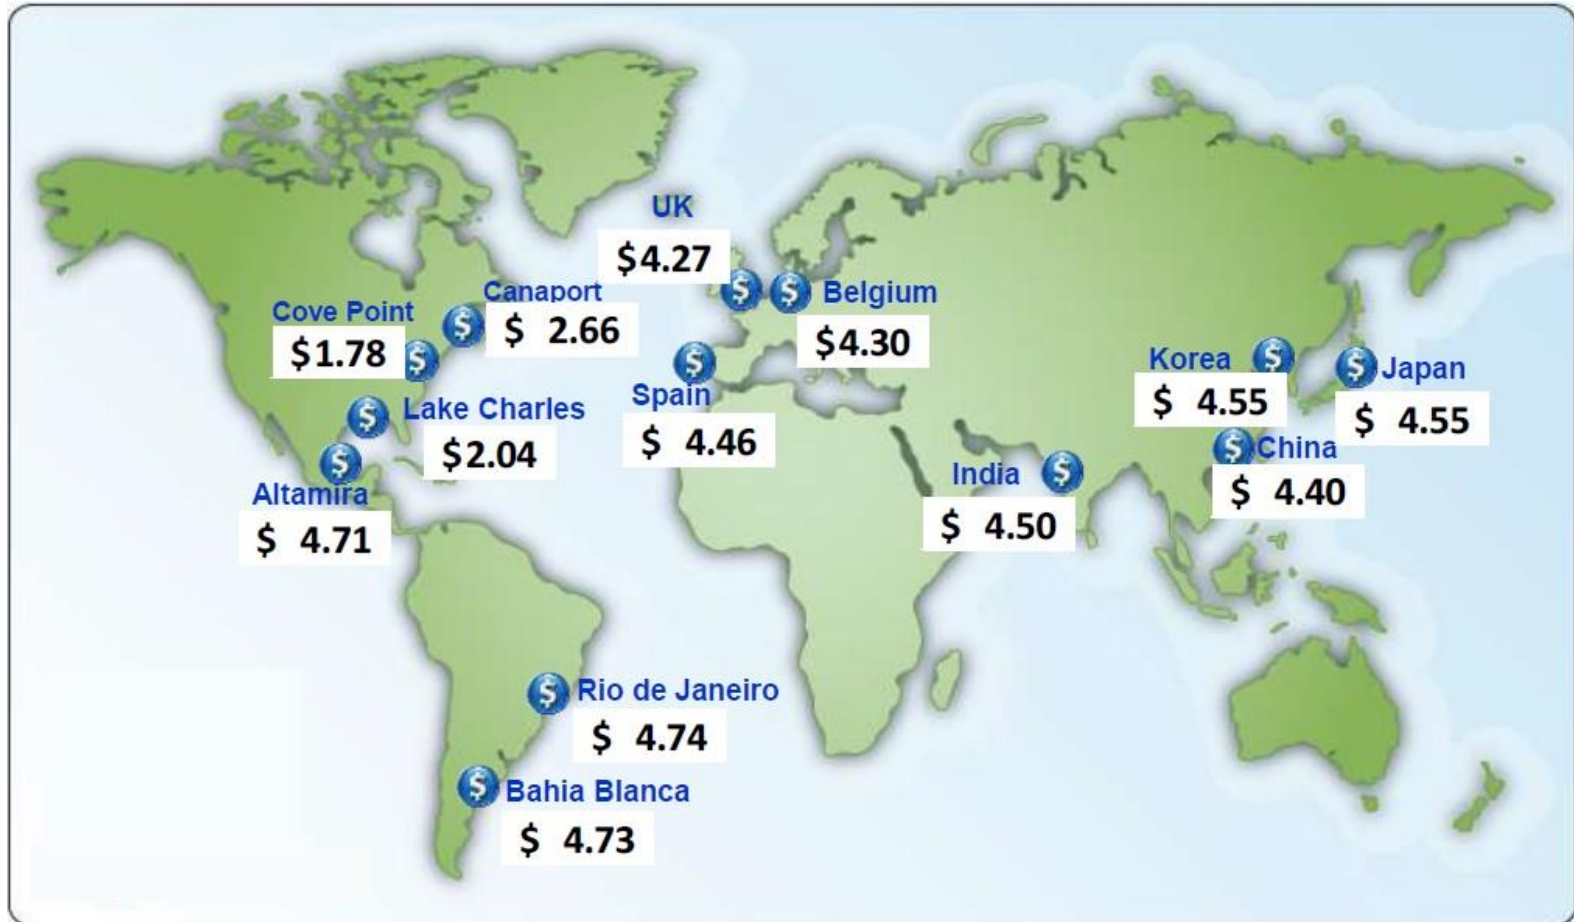 UK
$4.27
Canaport
$ 2.66
Cove Point
$1.78
Belgium
$4.30
Spain
$ 4.46
Lake Charles
$2.04
Altamira
$ 4.71
Korea
$ 4.55
Japan
$ 4.55
China
$ 4.40
India
$ 4.50
Rio de Janeiro
$ 4.74
Bahia Blanca
$ 4.73